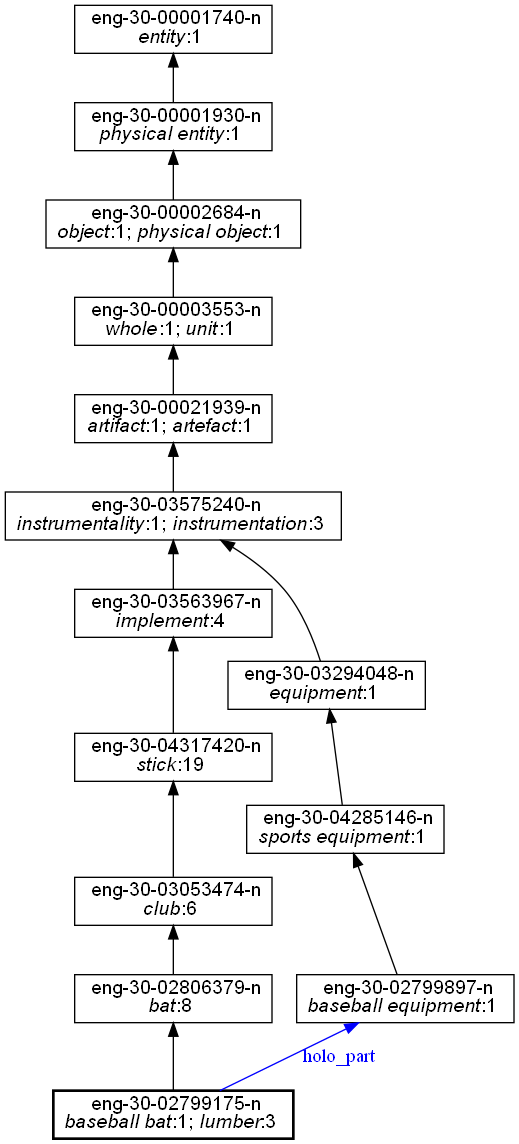 eng-30-00001740-n
entity:1
eng-30-00001930-n
physical entity:1
eng-30-00002684-n
object:1; physical object:1
eng-30-00003553-n
whole:1; unit:1
eng-30-00021939-n
artifact:1; artefact:1
eng-30-03575240-n
instrumentality:1; instrumentation:3
eng-30-03563967-n
implement:4
eng-30-03294048-n
equipment:1
eng-30-04317420-n
stick:19
eng-30-04285146-n
sports equipment:1
eng-30-03053474-n
club:6
eng-30-02806379-n
bat:8
eng-30-02799897-n
baseball equipment:1
holo_part
eng-30-02799175-n
baseball bat:1; lumber:3